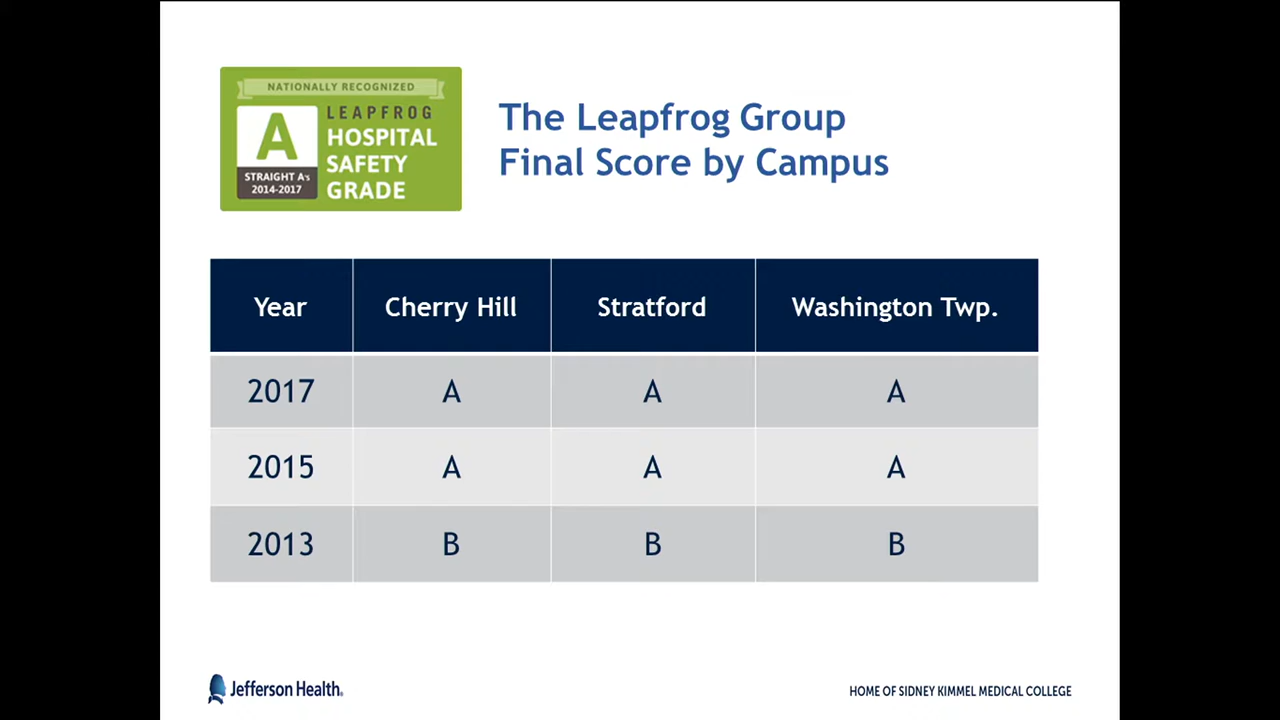 NATIONALLY RECOGNIZED
A
LEAPFROG
HOSPITAL
SAFETY
GRADE
STRAIGHT A's
2014-2017
The Leapfrog Group
Final Score by Campus
Year Cherry Hill Stratford Washington Twp.
2017 A A A
2015 A A A
2013 B B B
Jefferson Health®
HOME OF SIDNEY KIMMEL MEDICAL COLLEGE